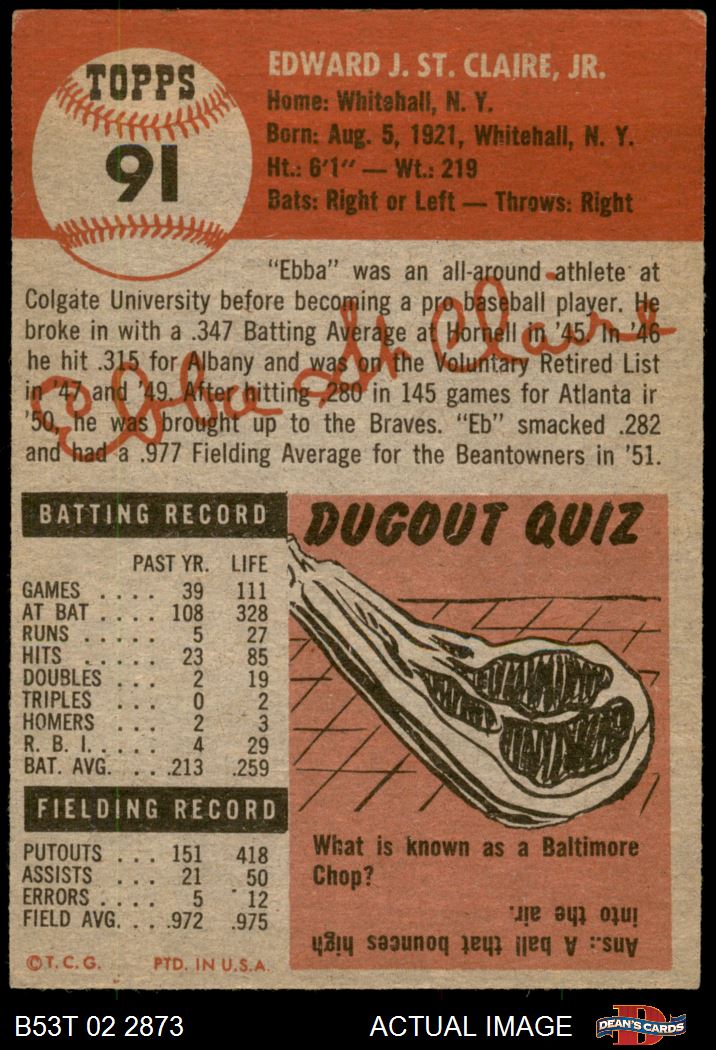 TOPPS
91
EDWARD J. ST. CLAIRE, JR.
Home: Whitehall, N. Y.
Born: Aug. 5, 1921, Whitehall, N. Y.
Ht.: 6'1" — Wt.: 219
Bats: Right or Left — Throws: Right
"Ebba" was an all-around athlete at
Colgate University before becoming a pro baseball player. He
broke in with a .347 Batting Average at Hornell in '45. In '46
he hit .315 for Albany and was on the Voluntary Retired List
in '47 and '49. After hitting .280 in 145 games for Atlanta ir
'50, he was brought up to the Braves. "Eb" smacked .282
and had a .977 Fielding Average for the Beantowners in '51.
Ebba St Claire
BATTING RECORD
PAST YR. LIFE
GAMES . . . . 39 111
AT BAT . . . . 108 328
RUNS . . . . . 5 27
HITS . . . . . 23 85
DOUBLES . . . 2 19
TRIPLES . . . 0 2
HOMERS . . . 2 3
R. B. I. . . . . 4 29
BAT. AVG. . . .213 .259
FIELDING RECORD
PUTOUTS . . . 151 418
ASSISTS . . . 21 50
ERRORS . . . . 5 12
FIELD AVG. . . .972 .975
©T.C.G. PTD. IN U.S.A.
DUGOUT QUIZ
What is known as a Baltimore
Chop?
Ans.: A ball that bounces high
into the air.
B53T 02 2873
ACTUAL IMAGE
D
DEAN'S CARDS